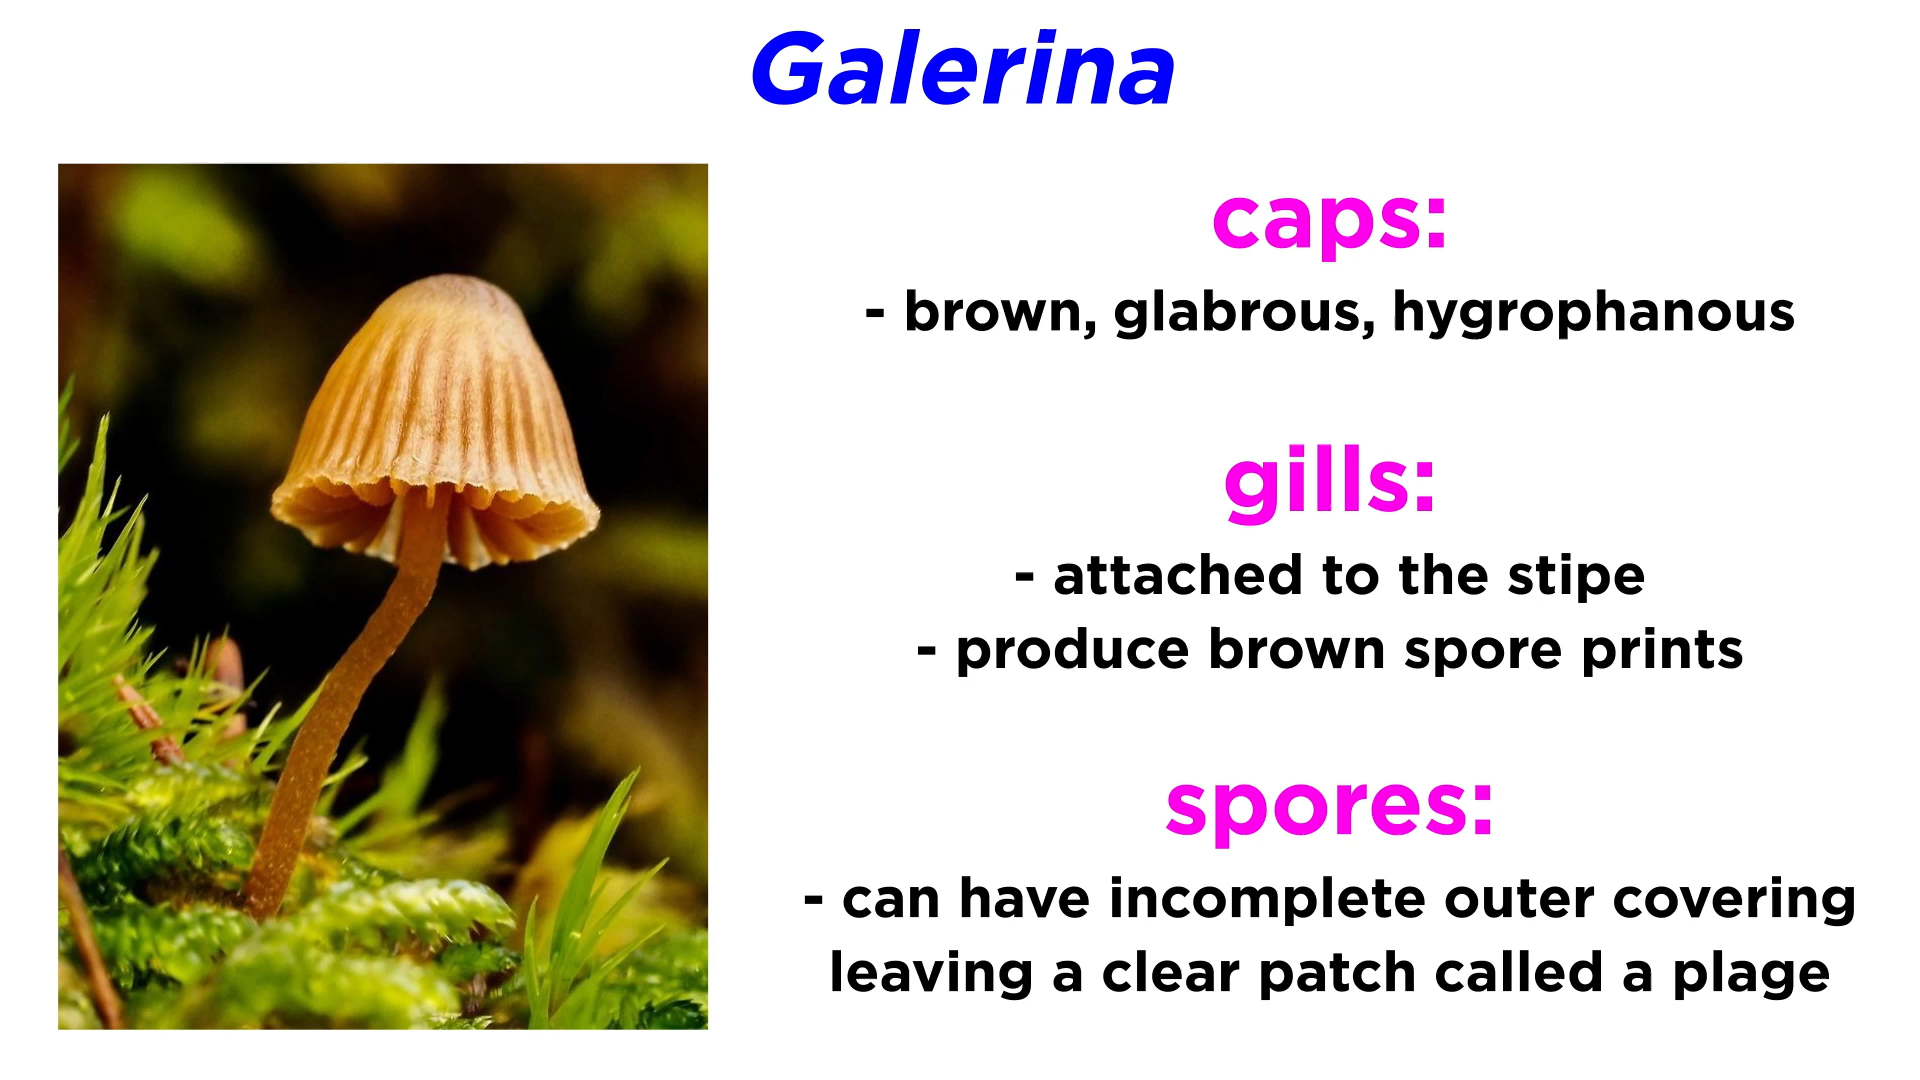 Galerina
caps:
- brown, glabrous, hygrophanous
gills:
- attached to the stipe
- produce brown spore prints
spores:
- can have incomplete outer covering
leaving a clear patch called a plage